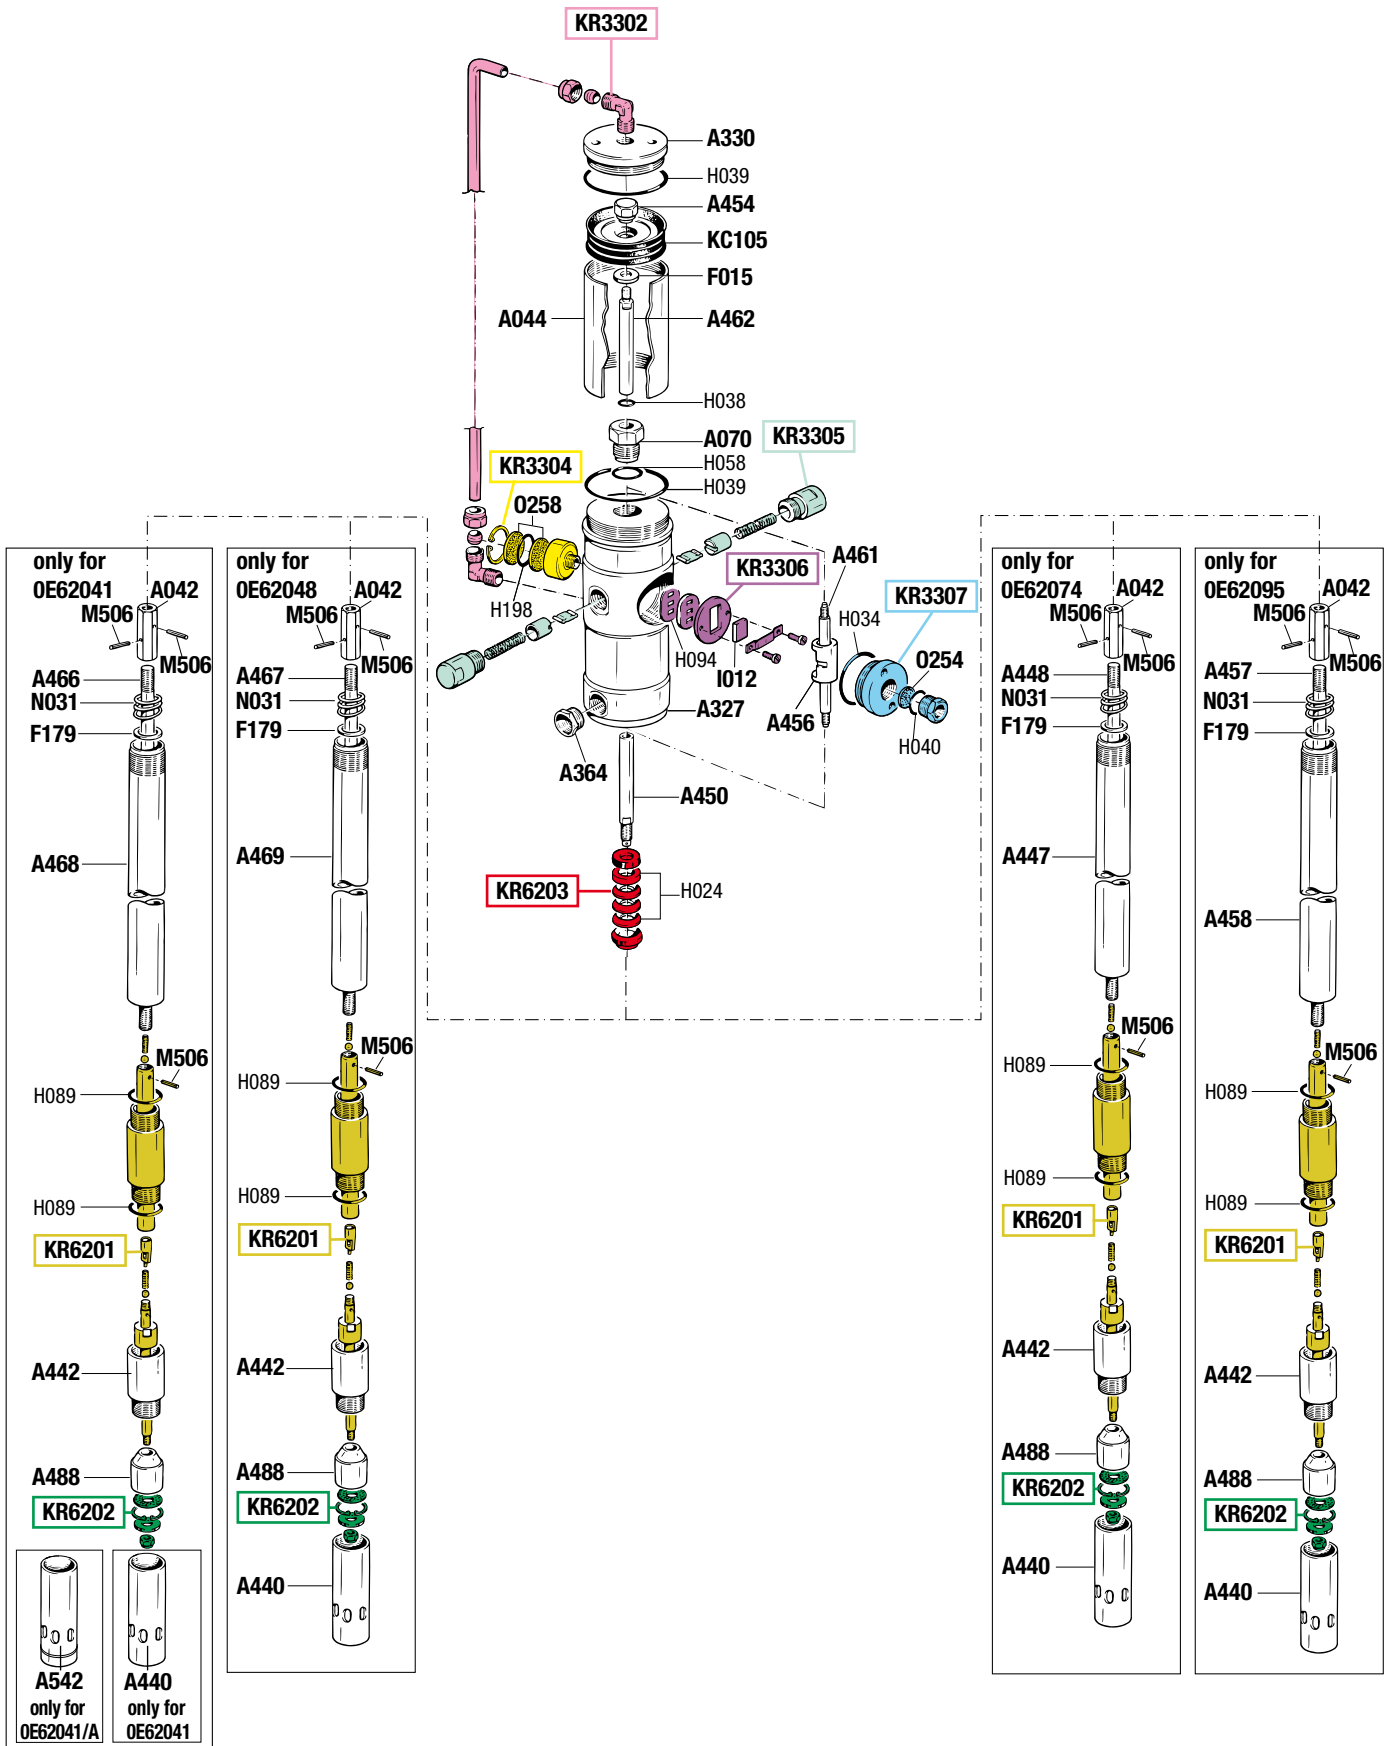 KR3302
A330
H039
A454
KC105
F015
A044
A462
H038
A070
KR3305
H058
H039
KR3304
O258
A461
KR3306
KR3307
H198
H034
H094
I012
O254
A327
A456
H040
A364
A450
KR6203
H024
only for
0E62041
A042
M506
M506
A466
N031
F179
A468
M506
H089
H089
KR6201
A442
A488
KR6202
A542
only for
0E62041/A
A440
only for
0E62041
only for
0E62048
A042
M506
M506
A467
N031
F179
A469
M506
H089
H089
KR6201
A442
A488
KR6202
A440
only for
0E62074
A042
M506
M506
A448
N031
F179
A447
M506
H089
H089
KR6201
A442
A488
KR6202
A440
only for
0E62095
A042
M506
M506
A457
N031
F179
A458
M506
H089
H089
KR6201
A442
A488
KR6202
A440